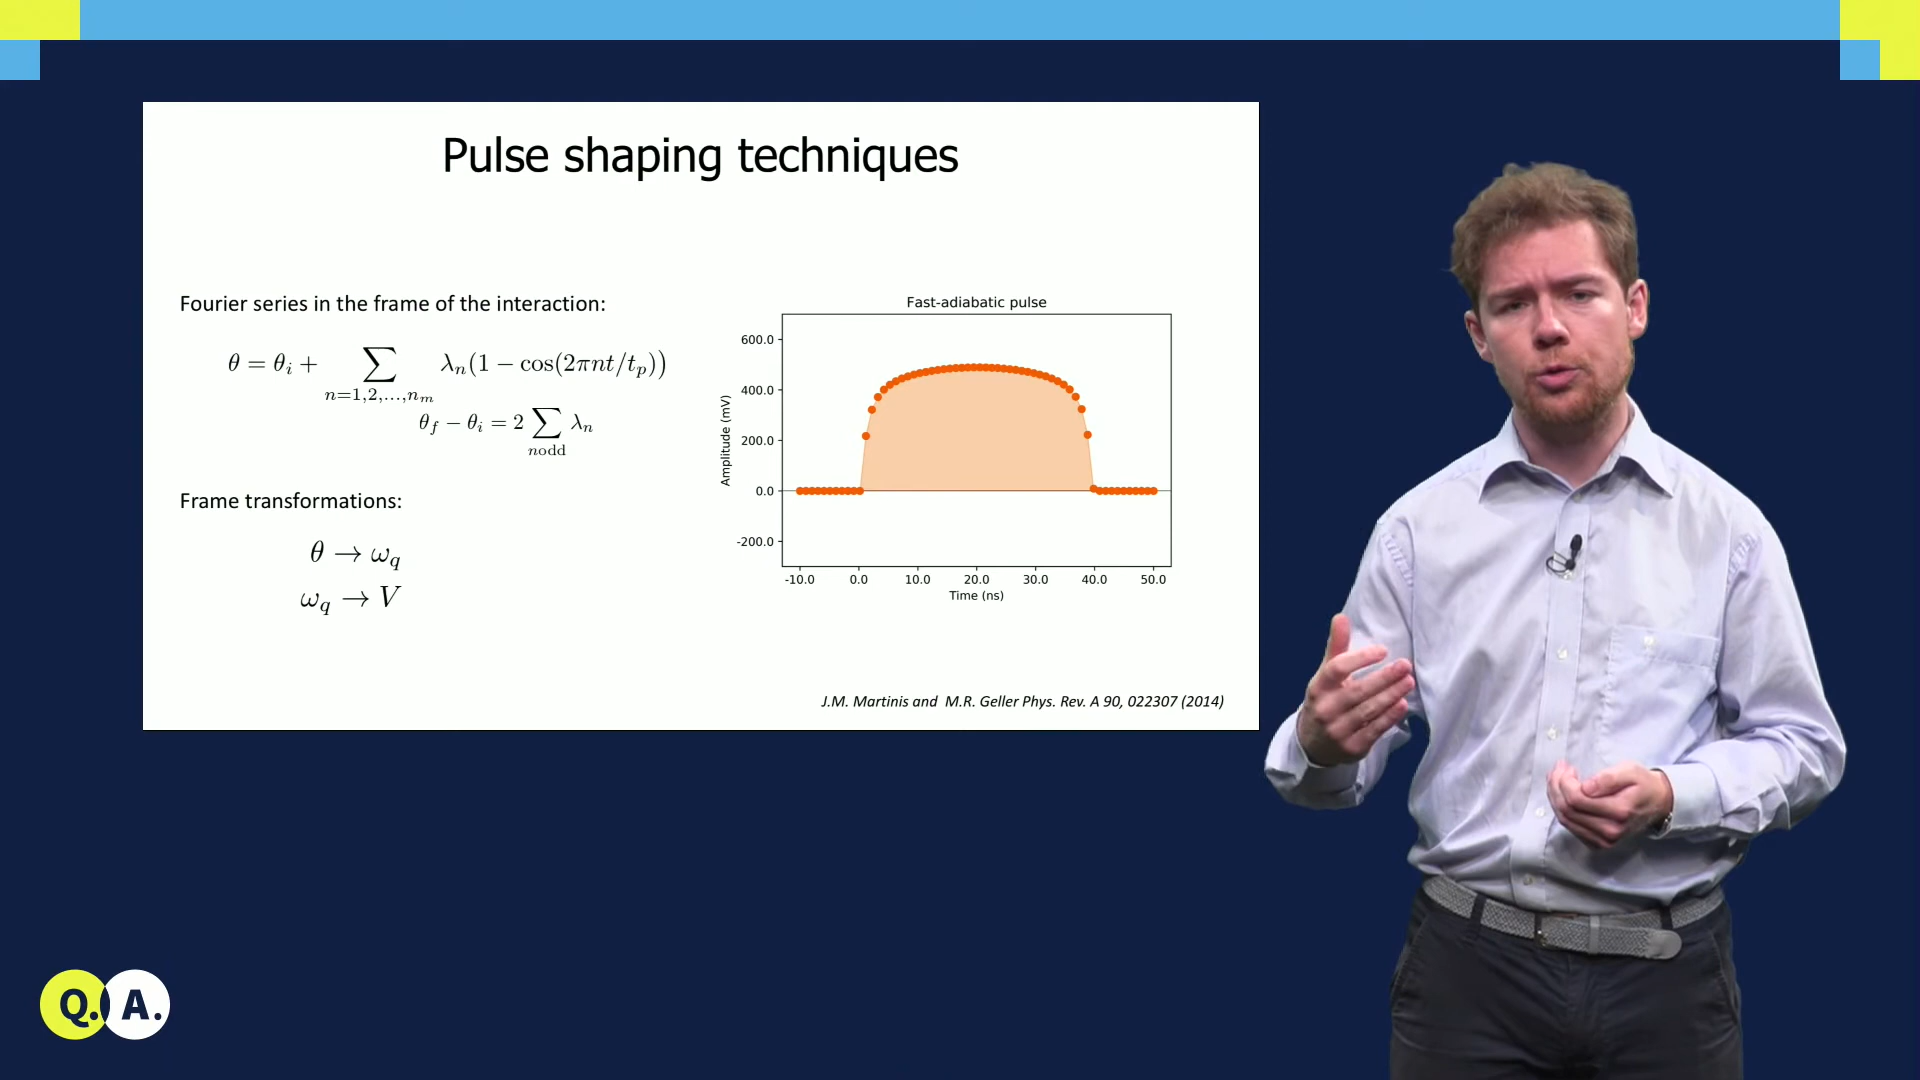 Pulse shaping techniques
Fourier series in the frame of the interaction:
θ = θ_i + ∑_{n=1,2,...,n_m} λ_n(1 − cos(2πnt/t_p))
θ_f − θ_i = 2 ∑_{nodd} λ_n
Frame transformations:
θ → ω_q
ω_q → V
Fast-adiabatic pulse
Amplitude (mV)
600.0
400.0
200.0
0.0
-200.0
-10.0 0.0 10.0 20.0 30.0 40.0 50.0
Time (ns)
J.M. Martinis and M.R. Geller Phys. Rev. A 90, 022307 (2014)
Q. A.